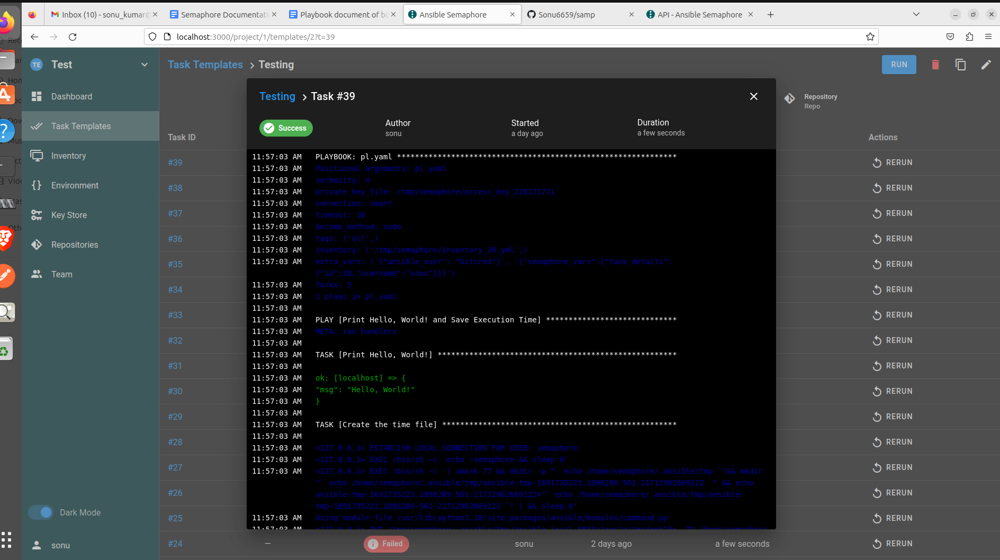 Inbox (10) - sonu_kumar@
Semaphore Documentati
Playbook document of bo
Ansible Semaphore
Sonu6659/samp
API - Ansible Semaphore
localhost:3000/project/1/templates/2?t=39
TE Test
Task Templates > Testing
RUN
Dashboard
Task Templates
Inventory
Environment
Key Store
Repositories
Team
Dark Mode
sonu
Repository
Repo
Testing > Task #39
Success
Author
sonu
Started
a day ago
Duration
a few seconds
Task ID
Actions
#39 RERUN
#38 RERUN
#37 RERUN
#36 RERUN
#35 RERUN
#34 RERUN
#33 RERUN
#32 RERUN
#31 RERUN
#30 RERUN
#29 RERUN
#28 RERUN
#27 RERUN
#26 RERUN
#25 RERUN
#24 — Failed sonu 2 days ago a few seconds RERUN
11:57:03 AM PLAYBOOK: pl.yaml **************************************************************
11:57:03 AM Positional arguments: pl.yaml
11:57:03 AM verbosity: 4
11:57:03 AM private_key_file: /tmp/semaphore/access_key_226171711
11:57:03 AM connection: smart
11:57:03 AM timeout: 10
11:57:03 AM become_method: sudo
11:57:03 AM tags: ('all',)
11:57:03 AM inventory: ('/tmp/semaphore/inventory_39.yml',)
11:57:03 AM extra_vars: ('{"ansible_user": "Gitcred"}', '{"semaphore_vars":{"task_details":
{"id":39,"username":"sonu"}}}')
11:57:03 AM forks: 5
11:57:03 AM 1 plays in pl.yaml
11:57:03 AM
11:57:03 AM PLAY [Print Hello, World! and Save Execution Time] *****************************
11:57:03 AM META: ran handlers
11:57:03 AM
11:57:03 AM TASK [Print Hello, World!] *****************************************************
11:57:03 AM
11:57:03 AM ok: [localhost] => {
11:57:03 AM "msg": "Hello, World!"
11:57:03 AM }
11:57:03 AM
11:57:03 AM TASK [Create the time file] ****************************************************
11:57:03 AM
11:57:03 AM <127.0.0.1> ESTABLISH LOCAL CONNECTION FOR USER: semaphore
11:57:03 AM <127.0.0.1> EXEC /bin/sh -c 'echo ~semaphore && sleep 0'
11:57:03 AM <127.0.0.1> EXEC /bin/sh -c '( umask 77 && mkdir -p "` echo /home/semaphore/.ansible/tmp `"&& mkdir
"` echo /home/semaphore/.ansible/tmp/ansible-tmp-1691735223.1898289-561-21712982669122 `" && echo
ansible-tmp-1691735223.1898289-561-21712982669122="` echo /home/semaphore/.ansible/tmp/ansible-
tmp-1691735223.1898289-561-21712982669122 `" ) && sleep 0'
11:57:03 AM Using module file /usr/lib/python3.10/site-packages/ansible/modules/command.py
11:57:03 AM